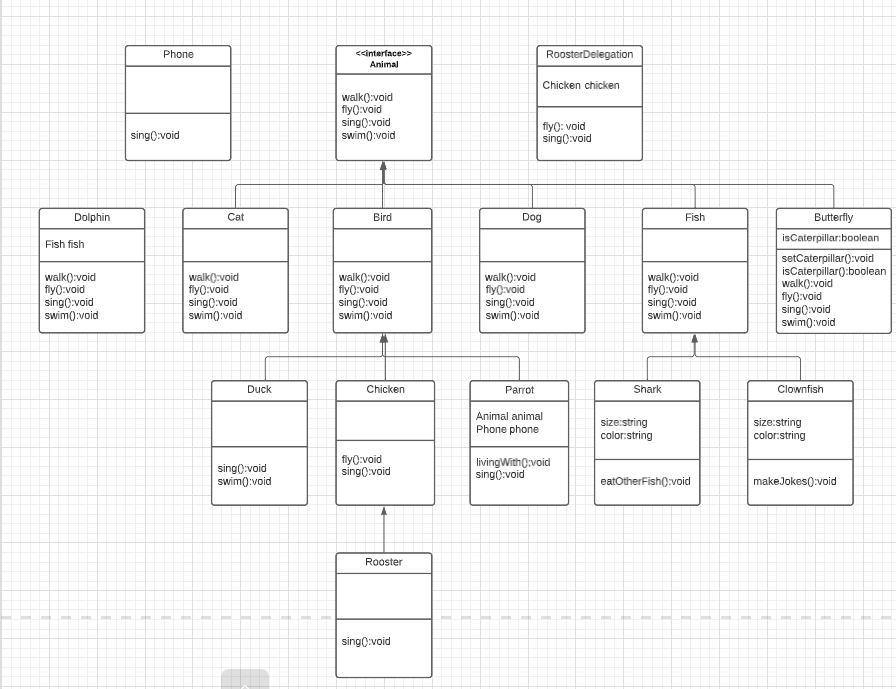 Phone
sing():void
<<interface>>
Animal
walk():void
fly():void
sing():void
swim():void
RoosterDelegation
Chicken chicken
fly(): void
sing():void
Dolphin
Fish fish
walk():void
fly():void
sing():void
swim():void
Cat
walk():void
fly():void
sing():void
swim():void
Bird
walk():void
fly():void
sing():void
swim():void
Dog
walk():void
fly():void
sing():void
swim():void
Fish
walk():void
fly():void
sing():void
swim():void
Butterfly
isCaterpillar:boolean
setCaterpillar():void
isCaterpillar():boolean
walk():void
fly():void
sing():void
swim():void
Duck
sing():void
swim():void
Chicken
fly():void
sing():void
Parrot
Animal animal
Phone phone
livingWith():void
sing():void
Shark
size:string
color:string
eatOtherFish():void
Clownfish
size:string
color:string
makeJokes():void
Rooster
sing():void